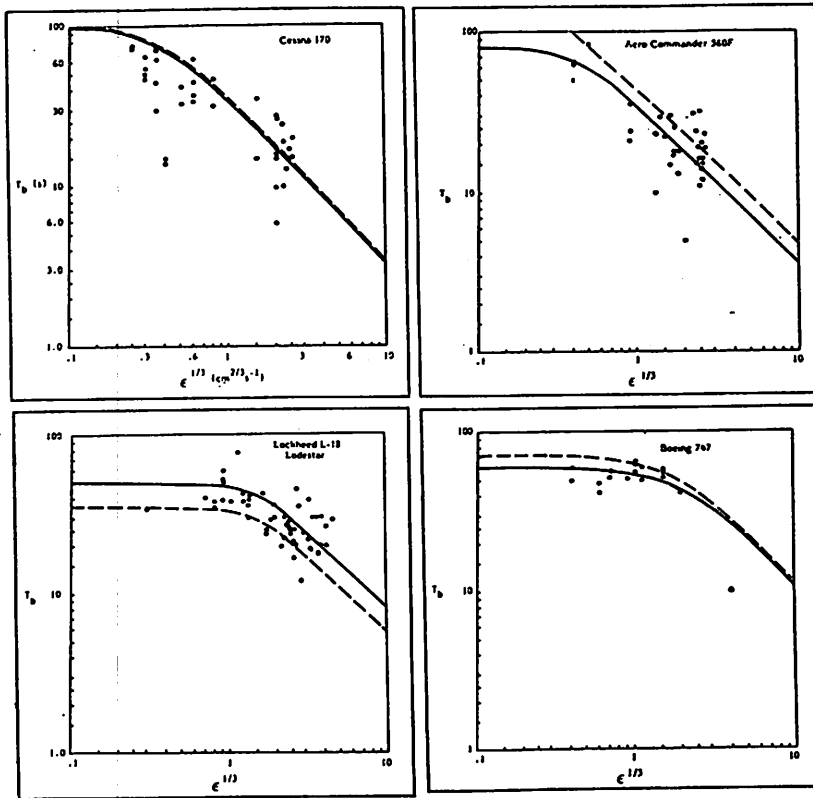 Cessna 170
100
60
30
T_b (s)
10
6.0
3.0
1.0
.1 .3 .6 1 3 6 10
ε^1/3 (cm^2/3 s^-1)
Aero Commander 560F
100
T_b
10
1
.1 1 10
ε^1/3
Lockheed L-18
Lodestar
T_b
10
1.0
.1 1 10
ε^1/3
Boeing
100
T_b
10
1
.1 1 10
ε^1/3